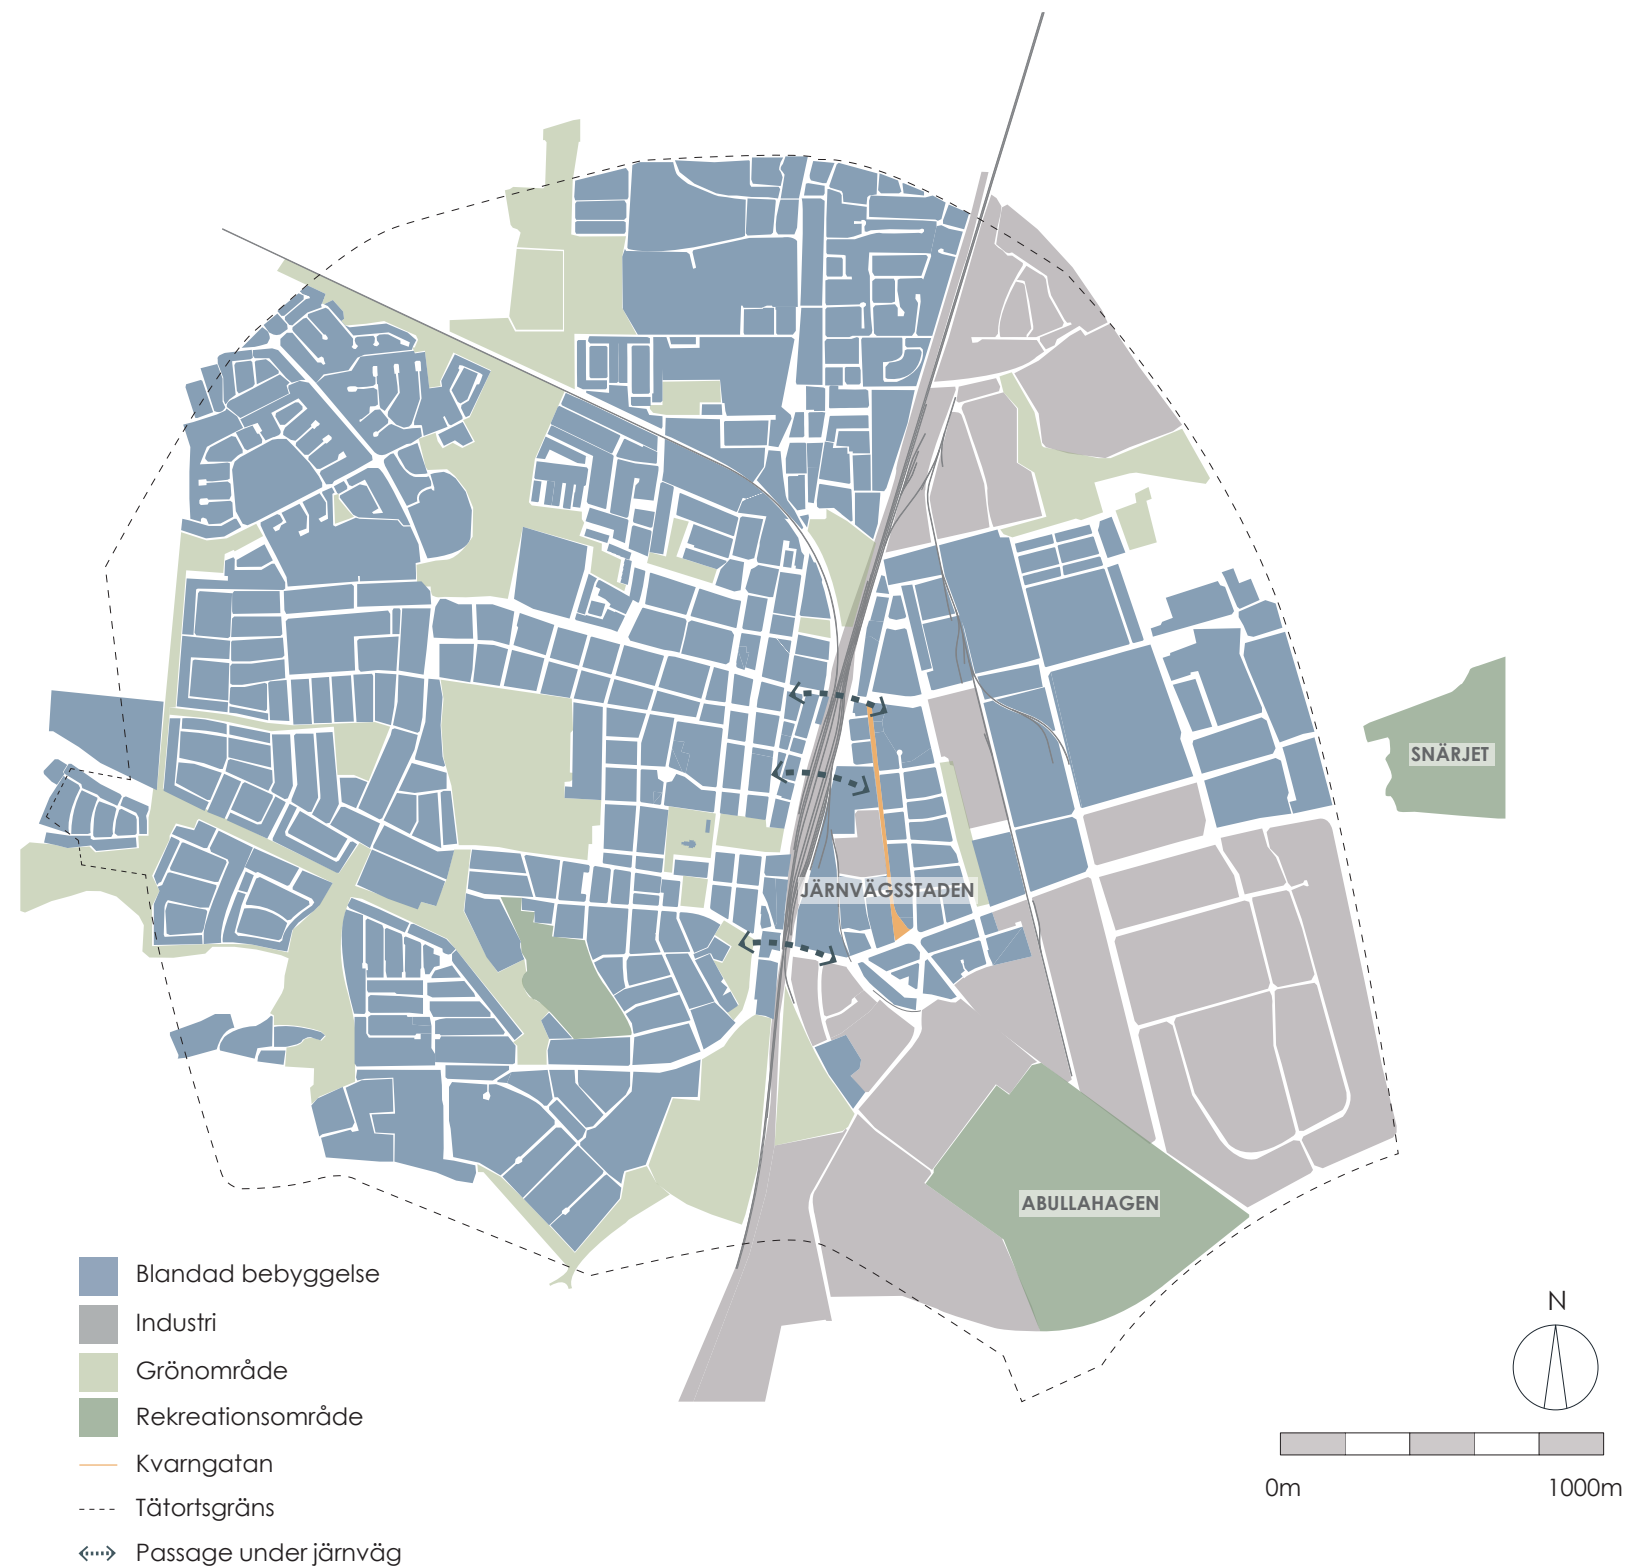 SNÄRJET
JÄRNVÄGSSTADEN
ABULLAHAGEN
Blandad bebyggelse
Industri
Grönområde
Rekreationsområde
Kvarngatan
Tätortsgräns
Passage under järnväg
N
0m 1000m